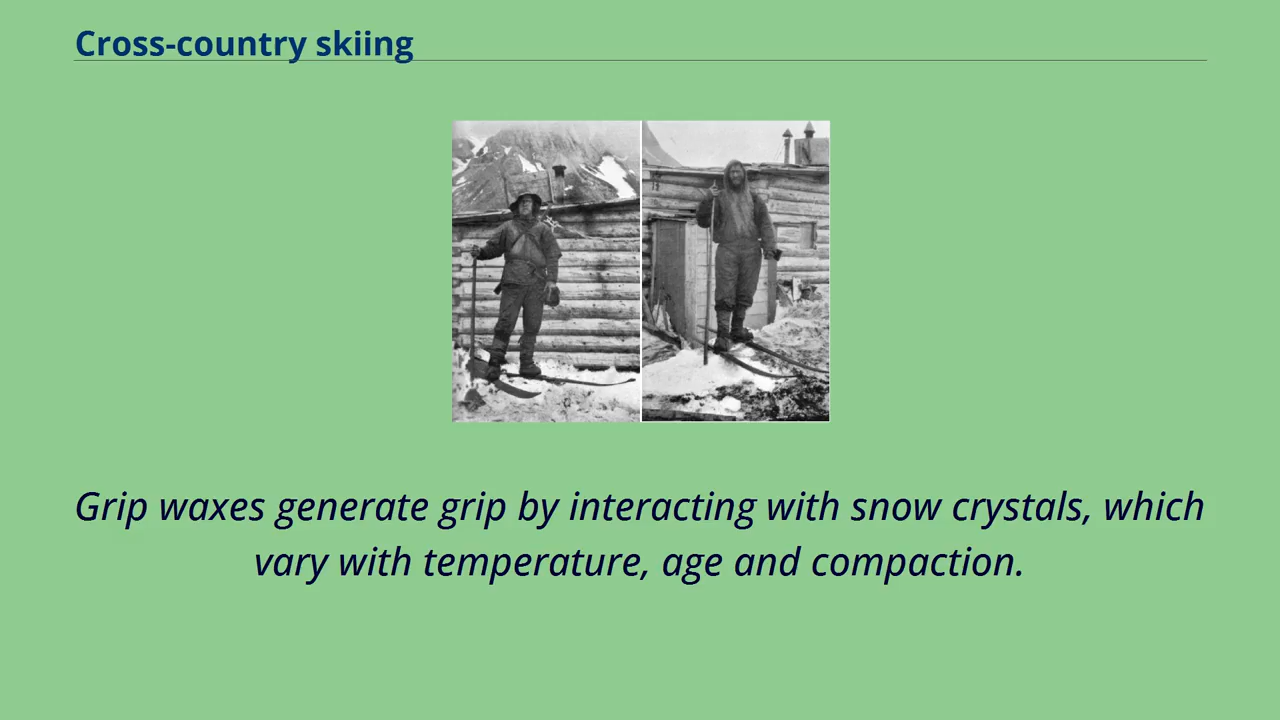 Cross-country skiing
Grip waxes generate grip by interacting with snow crystals, which
vary with temperature, age and compaction.